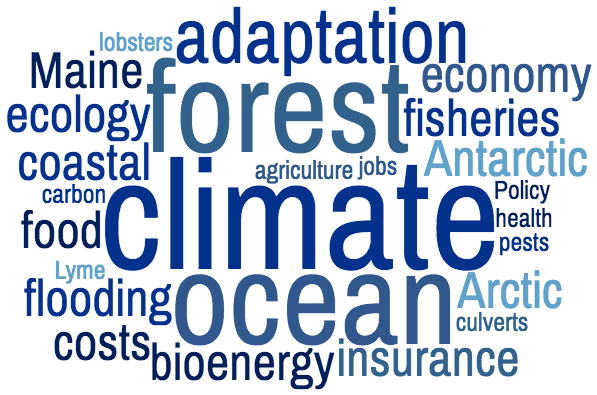 lobsters
adaptation
Maine
forest
economy
ecology
fisheries
coastal
agriculture
jobs
Antarctic
carbon
climate
Policy
food
health
pests
Lyme
flooding
ocean
Arctic
culverts
costs
bioenergy
insurance